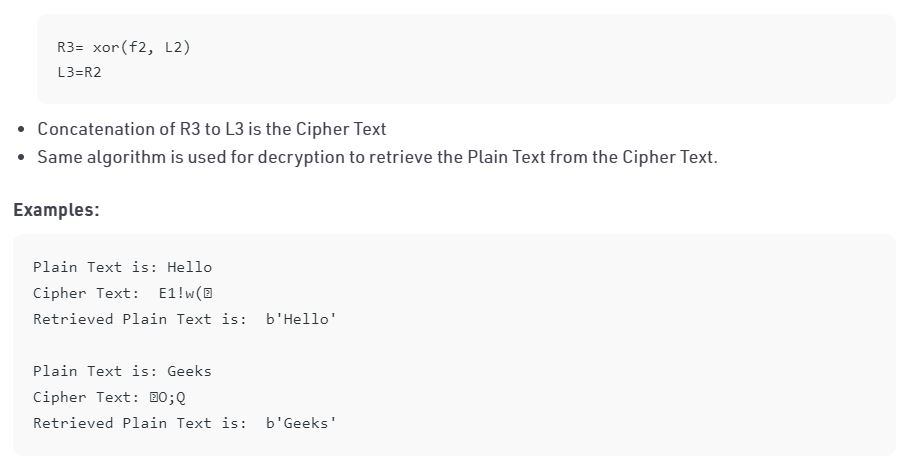 R3= xor(f2, L2)
L3=R2
• Concatenation of R3 to L3 is the Cipher Text
• Same algorithm is used for decryption to retrieve the Plain Text from the Cipher Text.
Examples:
Plain Text is: Hello
Cipher Text:  E1!w(
Retrieved Plain Text is:  b'Hello'
Plain Text is: Geeks
Cipher Text: O;Q
Retrieved Plain Text is:  b'Geeks'